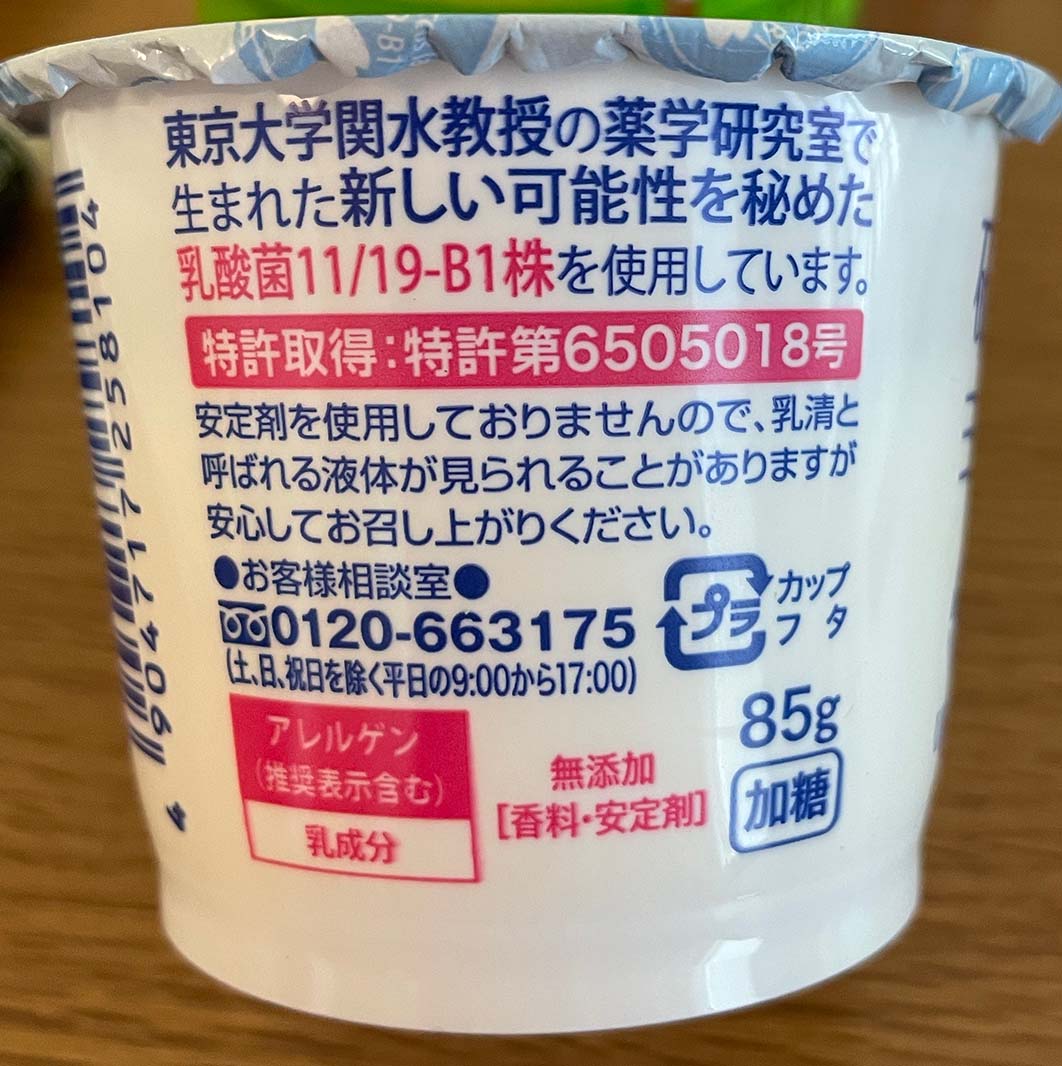 東京大学関水教授の薬学研究室で
生まれた新しい可能性を秘めた
乳酸菌11/19-B1株を使用しています。
特許取得：特許第6505018号
安定剤を使用しておりませんので、乳清と
呼ばれる液体が見られることがありますが
安心してお召し上がりください。
●お客様相談室●
0120-663175
(土、日、祝日を除く平日の9:00から17:00)
プラ
カップ
フタ
アレルゲン
(推奨表示含む)
乳成分
無添加
[香料・安定剤]
85g
加糖
4 904717 258104